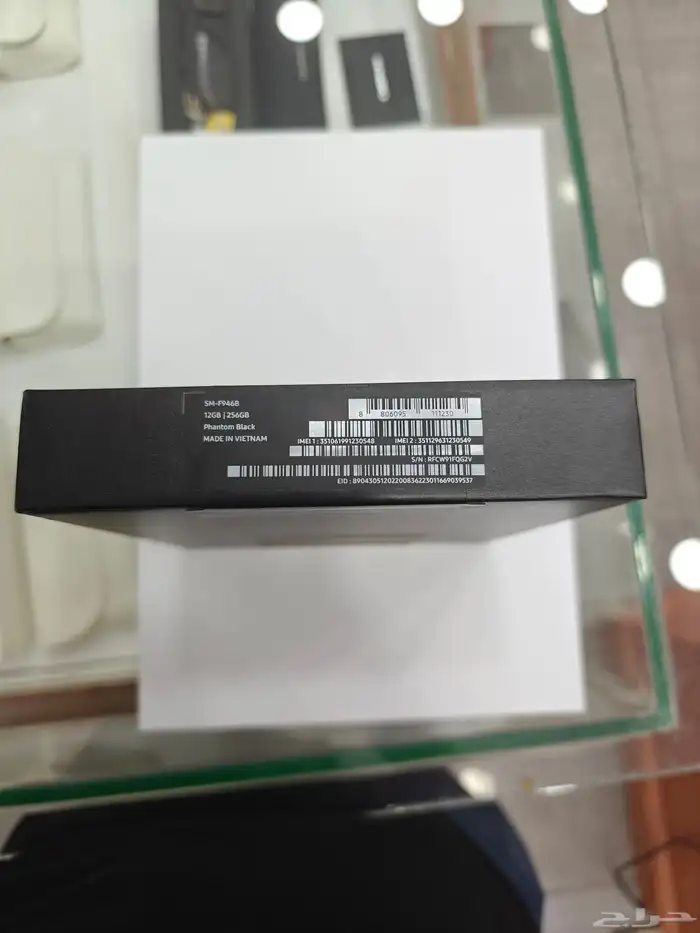 SM-F946B
12GB | 256GB
Phantom Black
MADE IN VIETNAM
8 806095 111230
IMEI 1 : 351061991230548 IMEI 2 : 351129631230549
S/N : RFCW91FQG2V
EID : 89043051202200836223011669039537
حراج